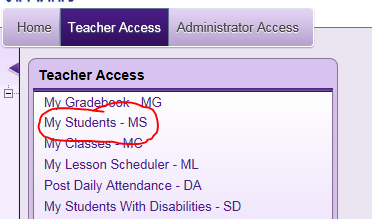 Home Teacher Access Administrator Access
Teacher Access
My Gradebook - MG
My Students - MS
My Classes - MC
My Lesson Scheduler - ML
Post Daily Attendance - DA
My Students With Disabilities - SD